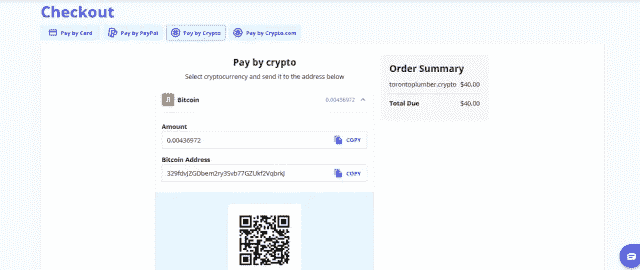 Checkout
Pay by Card
Pay by PayPal
Pay by Crypto
Pay by Crypto.com
Pay by crypto
Select cryptocurrency and send it to the address below
Bitcoin 0.00436972
Amount
0.00436972 COPY
Bitcoin Address
COPY
Order Summary
torontoplumber.crypto $40.00
Total Due $40.00